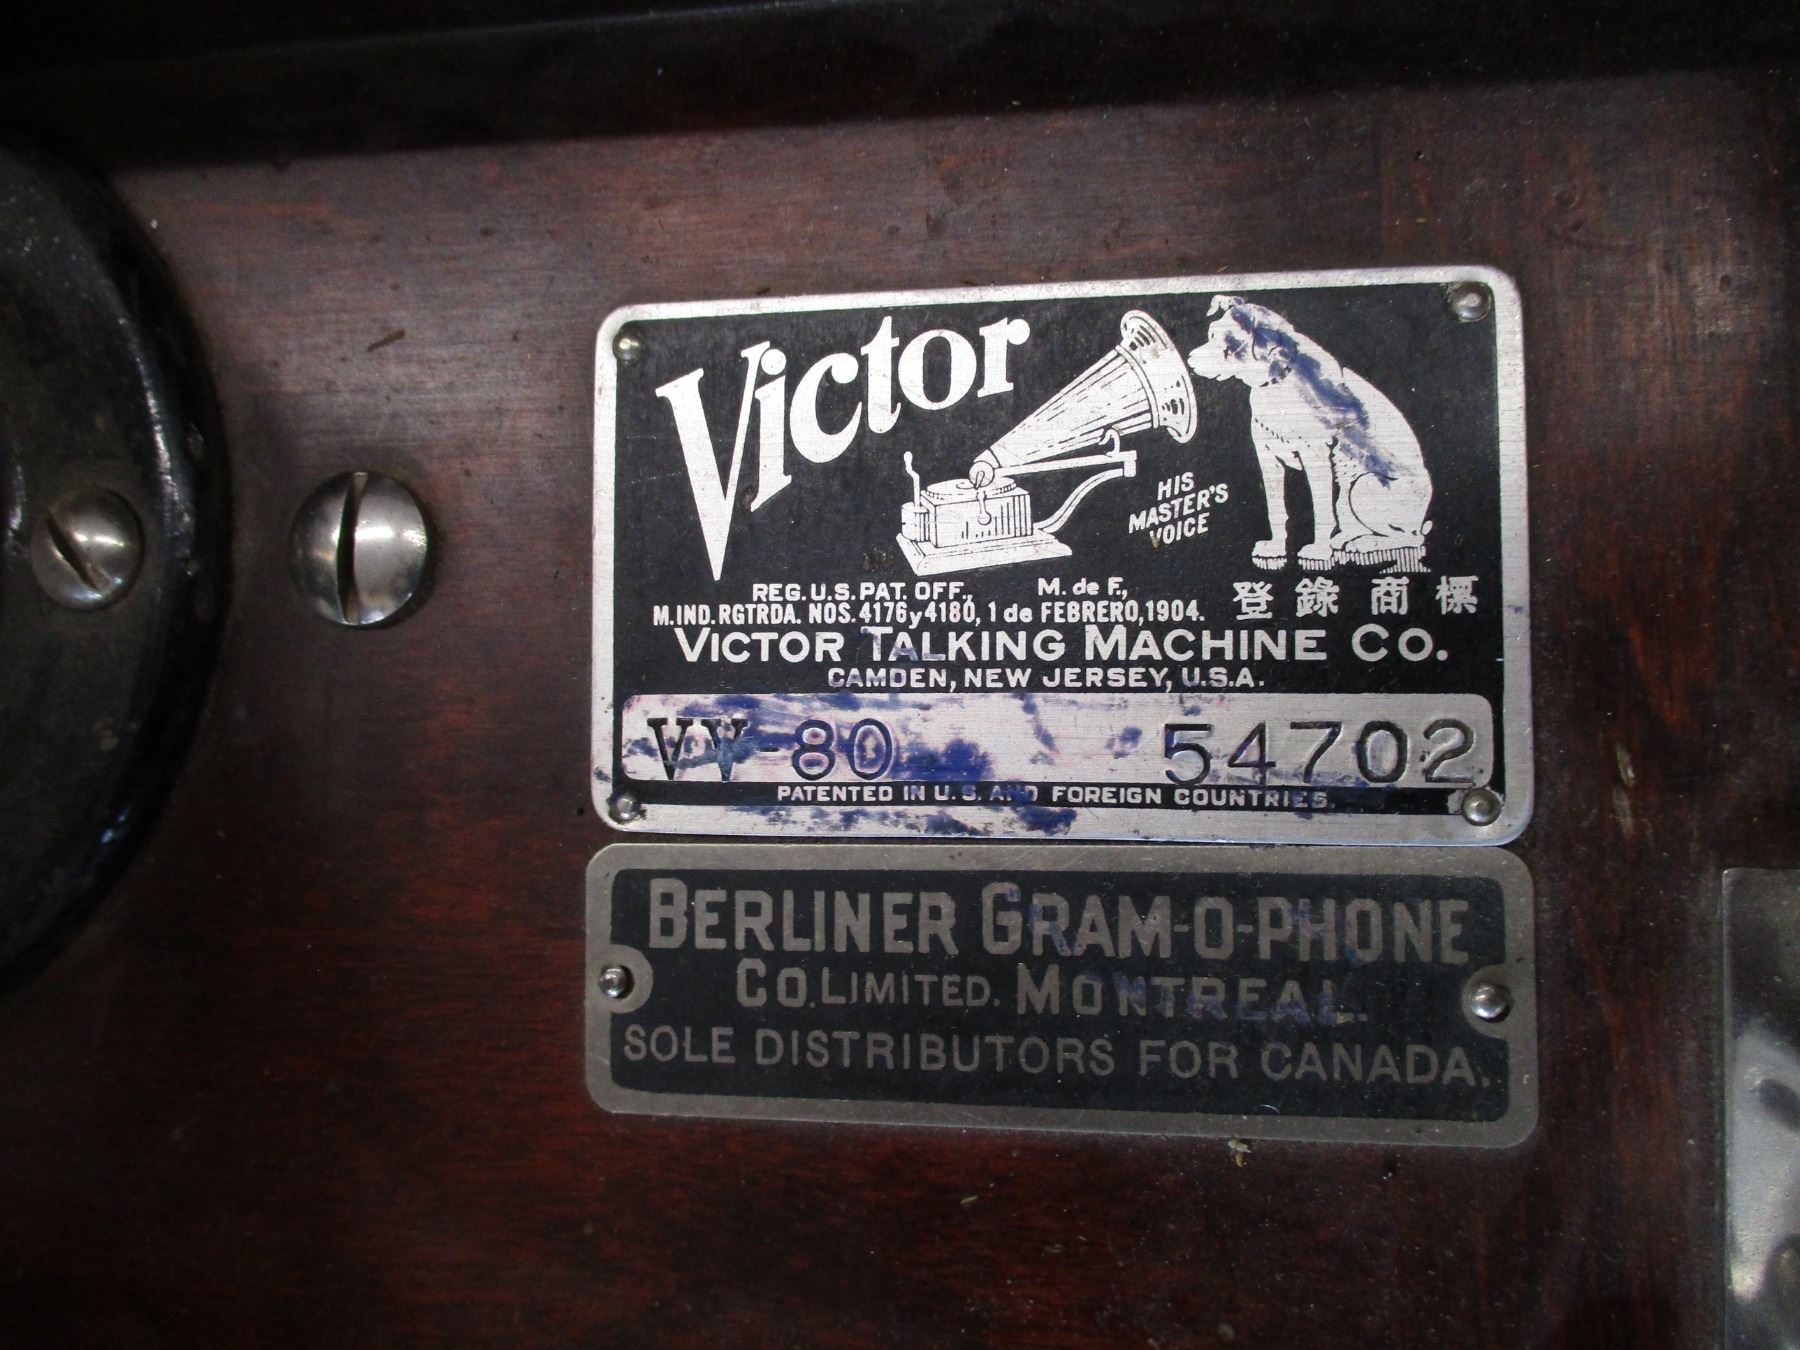 Victor
HIS
MASTER'S
VOICE
REG. U.S. PAT. OFF., M. de F.,
M. IND. RGTRDA. NOS. 4176 y 4180, 1 de FEBRERO, 1904.
登錄商標
VICTOR TALKING MACHINE CO.
CAMDEN, NEW JERSEY, U.S.A.
VV-80 54702
PATENTED IN U.S. AND FOREIGN COUNTRIES.
BERLINER GRAM-O-PHONE
CO. LIMITED. MONTREAL.
SOLE DISTRIBUTORS FOR CANADA.